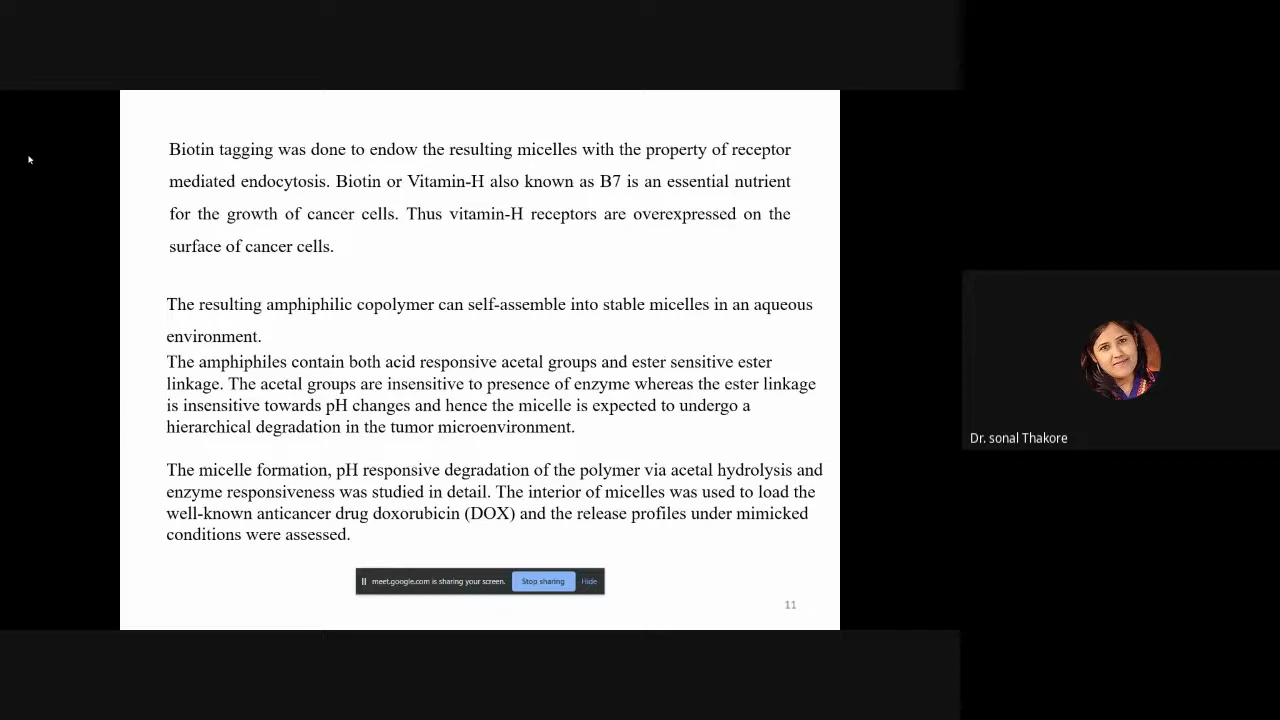 Biotin tagging was done to endow the resulting micelles with the property of receptor
mediated endocytosis. Biotin or Vitamin-H also known as B7 is an essential nutrient
for the growth of cancer cells. Thus vitamin-H receptors are overexpressed on the
surface of cancer cells.
The resulting amphiphilic copolymer can self-assemble into stable micelles in an aqueous
environment.
The amphiphiles contain both acid responsive acetal groups and ester sensitive ester
linkage. The acetal groups are insensitive to presence of enzyme whereas the ester linkage
is insensitive towards pH changes and hence the micelle is expected to undergo a
hierarchical degradation in the tumor microenvironment.
The micelle formation, pH responsive degradation of the polymer via acetal hydrolysis and
enzyme responsiveness was studied in detail. The interior of micelles was used to load the
well-known anticancer drug doxorubicin (DOX) and the release profiles under mimicked
conditions were assessed.
meet.google.com is sharing your screen. Stop sharing Hide
11
Dr. sonal Thakore